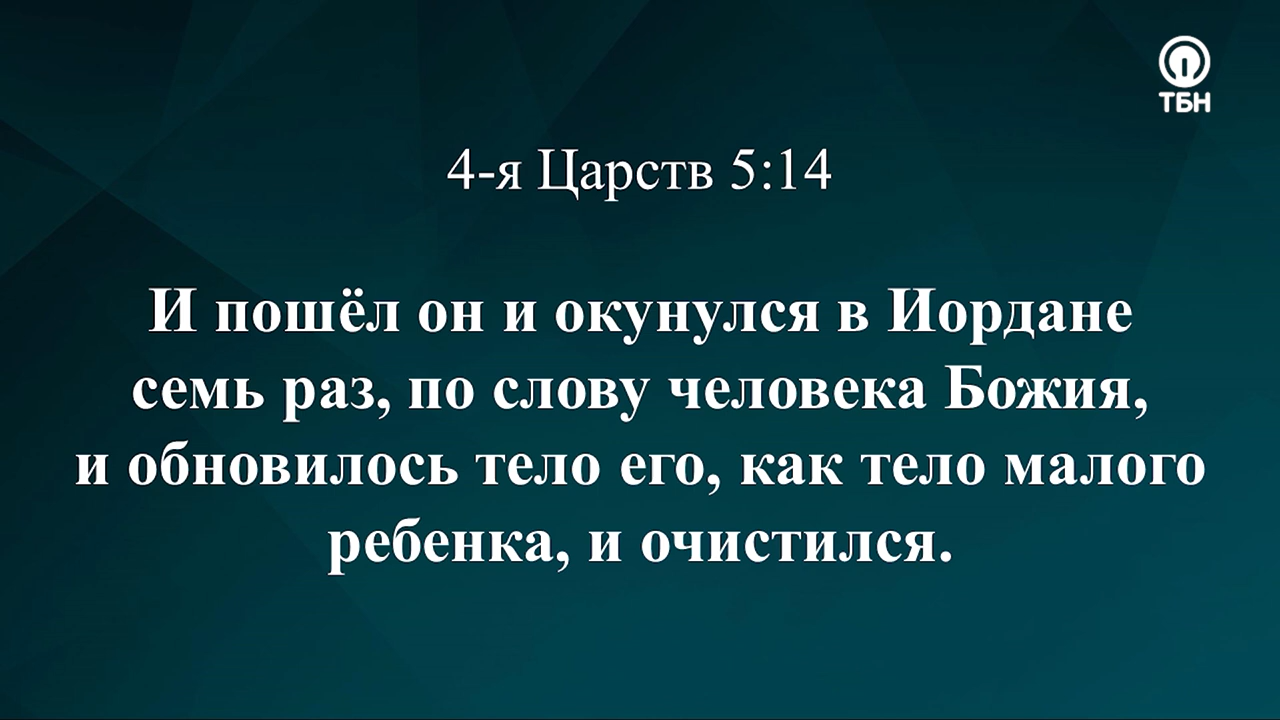 ТБН
4-я Царств 5:14
И пошёл он и окунулся в Иордане
семь раз, по слову человека Божия,
и обновилось тело его, как тело малого
ребенка, и очистился.